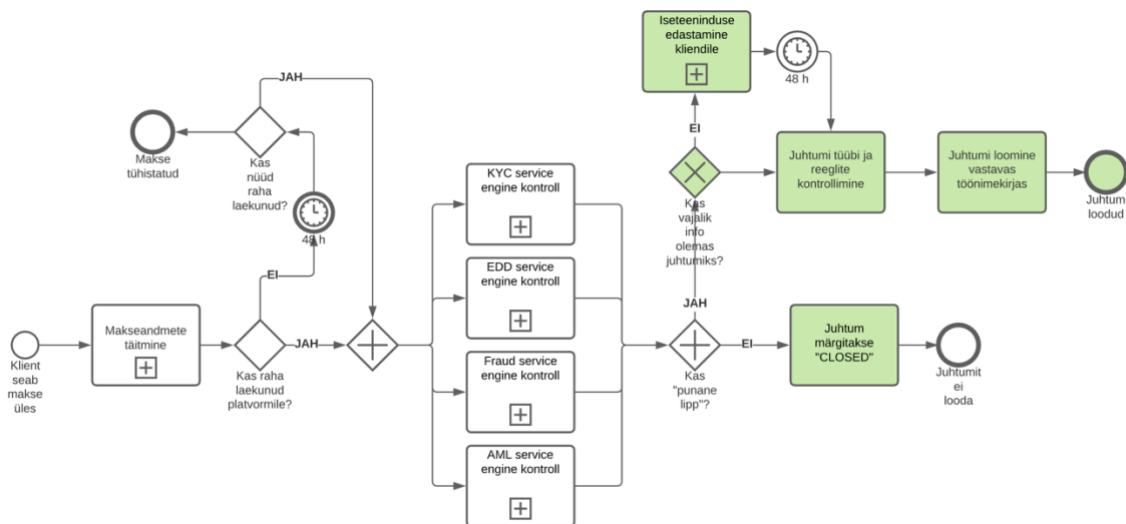 Iseteeninduse
edastamine
kliendile
48 h
JAH
EI
Makse
tühistatud
Kas
nüüd
raha
laekunud?
48 h
EI
KYC service
engine kontroll
EDD service
engine kontroll
Fraud service
engine kontroll
AML service
engine kontroll
Kas
vajalik
info
olemas
juhtumiks?
Juhtumi tüübi ja
reeglite
kontrollimine
Juhtumi loomine
vastavas
töönimekirjas
Juhtum
loodud
Klient
seab
makse
üles
Makseandmete
täitmine
Kas raha
laekunud
platvormile?
JAH
JAH
Kas
"punane
lipp"?
EI
Juhtum
märgitakse
"CLOSED"
Juhtumit
ei
looda